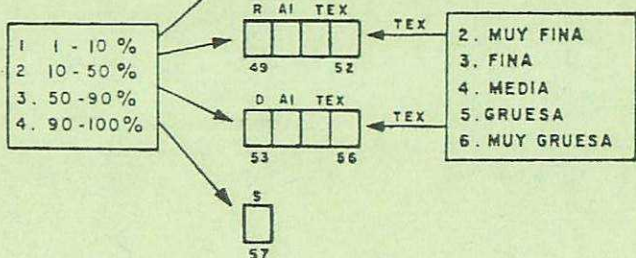 R AI TEX
1 1 - 10 %
2 10 - 50 %
3. 50 - 90 %
4. 90 - 100%
49 52
TEX
D AI TEX
53 56
TEX
S
57
2. MUY FINA
3. FINA
4. MEDIA
5. GRUESA
6. MUY GRUESA